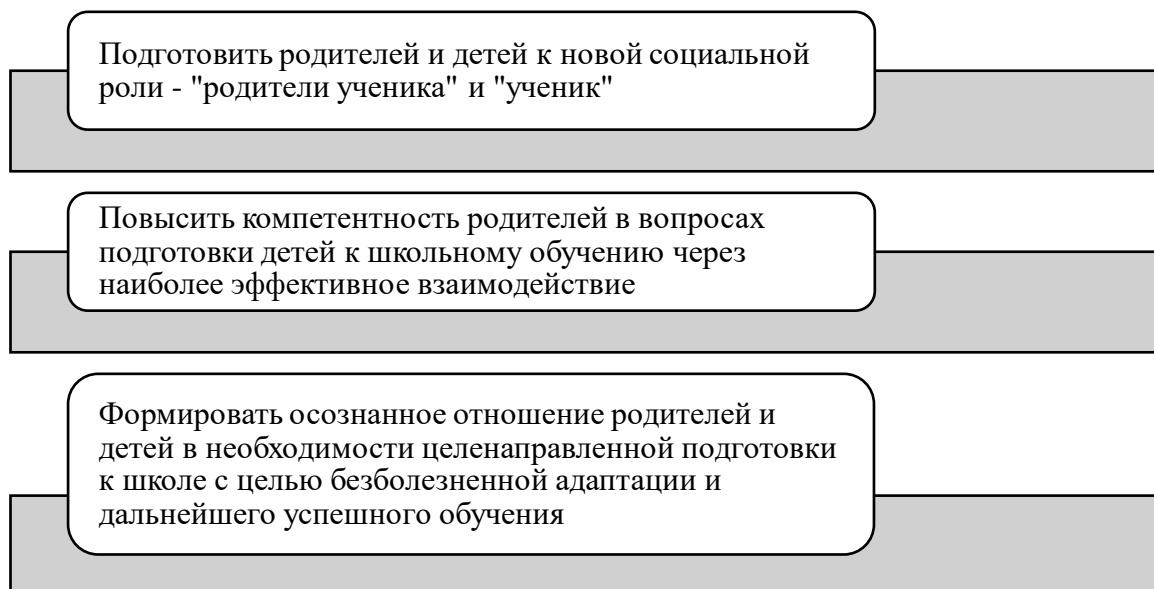 Подготовить родителей и детей к новой социальной
роли - "родители ученика" и "ученик"
Повысить компетентность родителей в вопросах
подготовки детей к школьному обучению через
наиболее эффективное взаимодействие
Формировать осознанное отношение родителей и
детей в необходимости целенаправленной подготовки
к школе с целью безболезненной адаптации и
дальнейшего успешного обучения